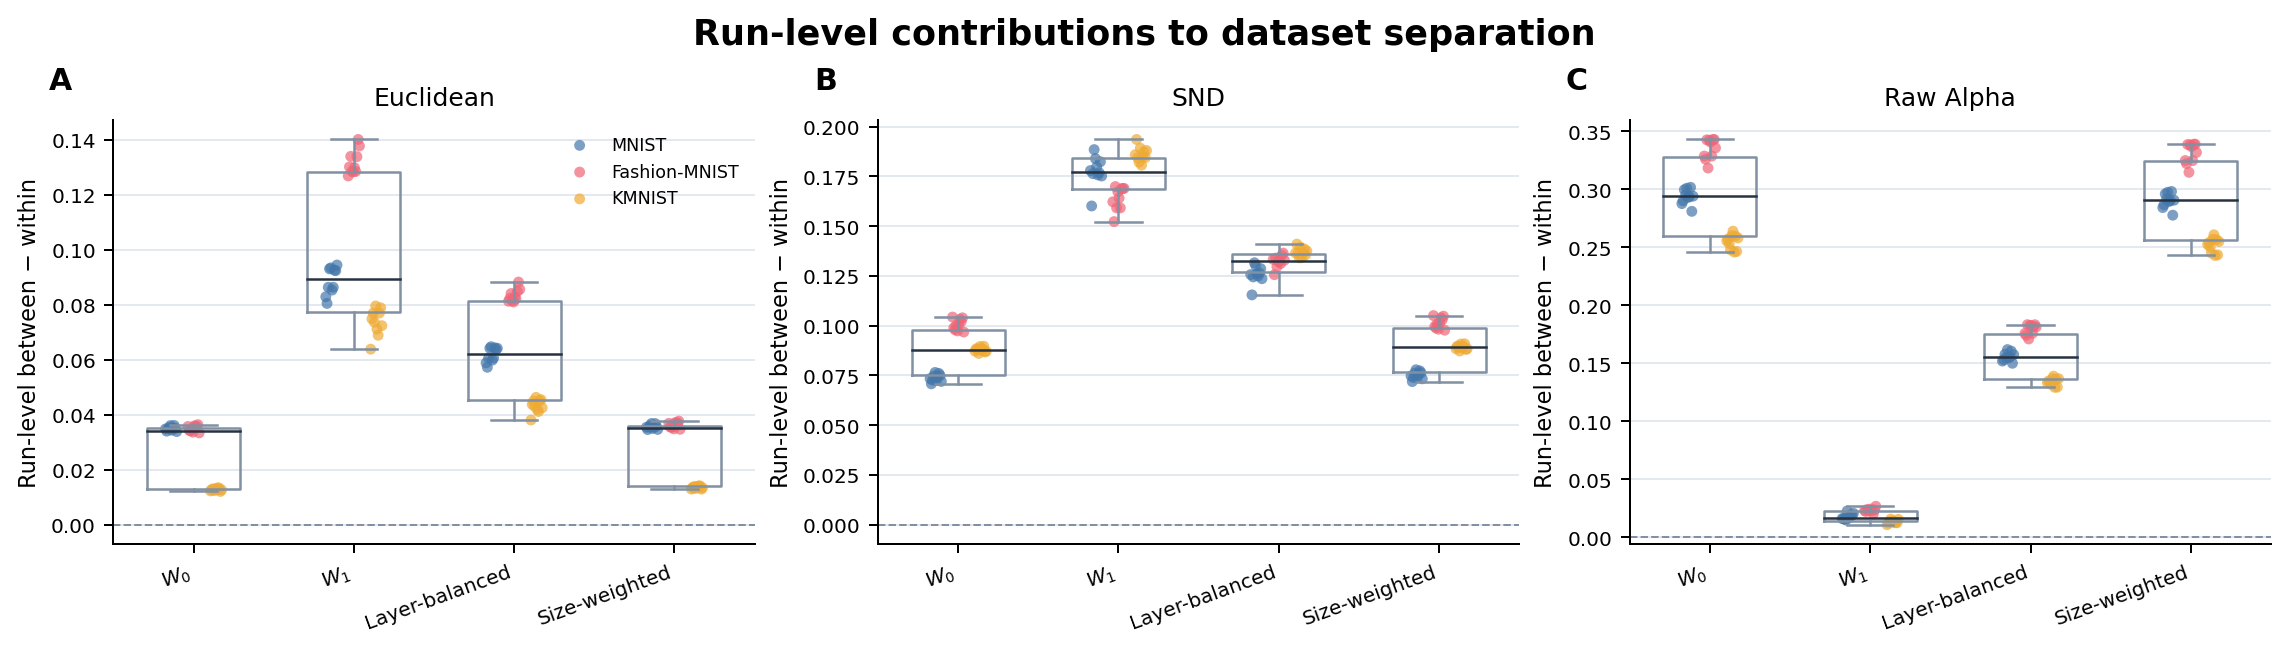 Run-level contributions to dataset separation
A
Euclidean
Run-level between − within
0.14
0.12
0.10
0.08
0.06
0.04
0.02
0.00
MNIST
Fashion-MNIST
KMNIST
W₀
W₁
Layer-balanced
Size-weighted
B
SND
Run-level between − within
0.200
0.175
0.150
0.125
0.100
0.075
0.050
0.025
0.000
W₀
W₁
Layer-balanced
Size-weighted
C
Raw Alpha
Run-level between − within
0.35
0.30
0.25
0.20
0.15
0.10
0.05
0.00
W₀
W₁
Layer-balanced
Size-weighted